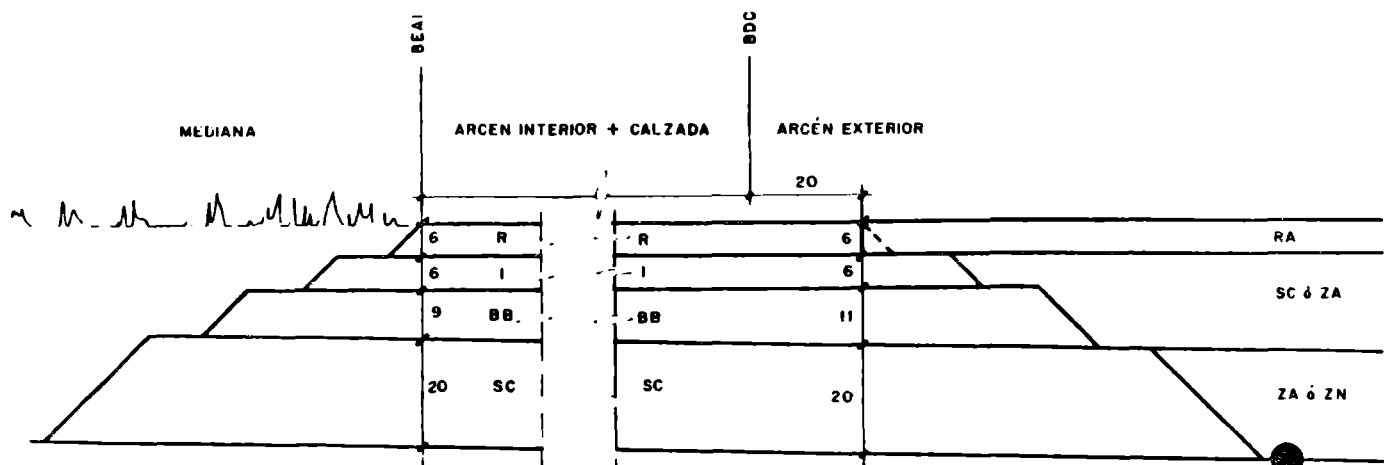 BEAI
BDC
MEDIANA
ARCEN INTERIOR + CALZADA
ARCÉN EXTERIOR
20
6 R R 6 RA
6 I I 6
SC ó ZA
9 BB BB 11
20 SC SC 20 ZA ó ZN